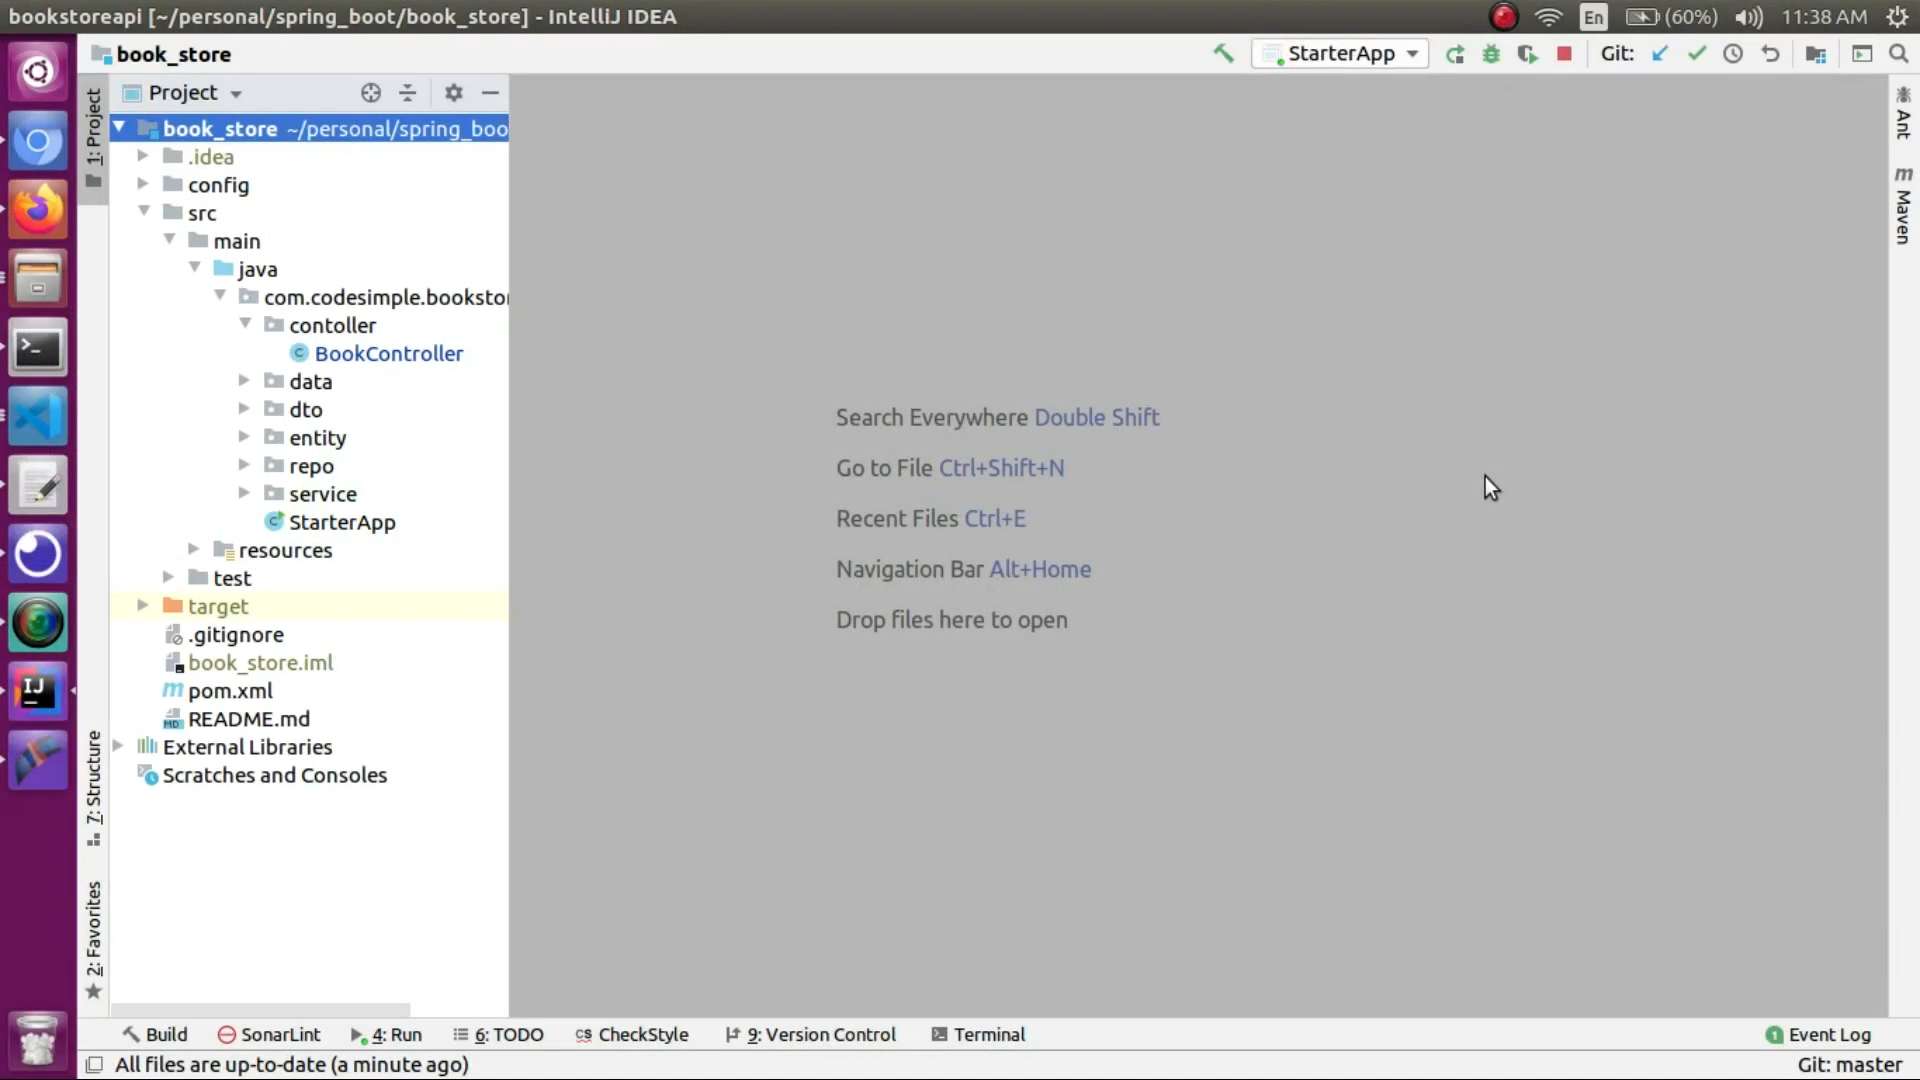 bookstoreapi [~/personal/spring_boot/book_store] - IntelliJ IDEA
En
(60%)
11:38 AM
book_store
StarterApp
Git:
1: Project
Project
book_store ~/personal/spring_boo
.idea
config
src
main
java
com.codesimple.booksto
contoller
C BookController
data
dto
entity
repo
service
C StarterApp
resources
test
target
.gitignore
book_store.iml
m pom.xml
MD README.md
External Libraries
Scratches and Consoles
Search Everywhere Double Shift
Go to File Ctrl+Shift+N
Recent Files Ctrl+E
Navigation Bar Alt+Home
Drop files here to open
Ant
m Maven
IJ
7: Structure
2: Favorites
Build
SonarLint
4: Run
6: TODO
CS CheckStyle
9: Version Control
Terminal
1 Event Log
All files are up-to-date (a minute ago)
Git: master